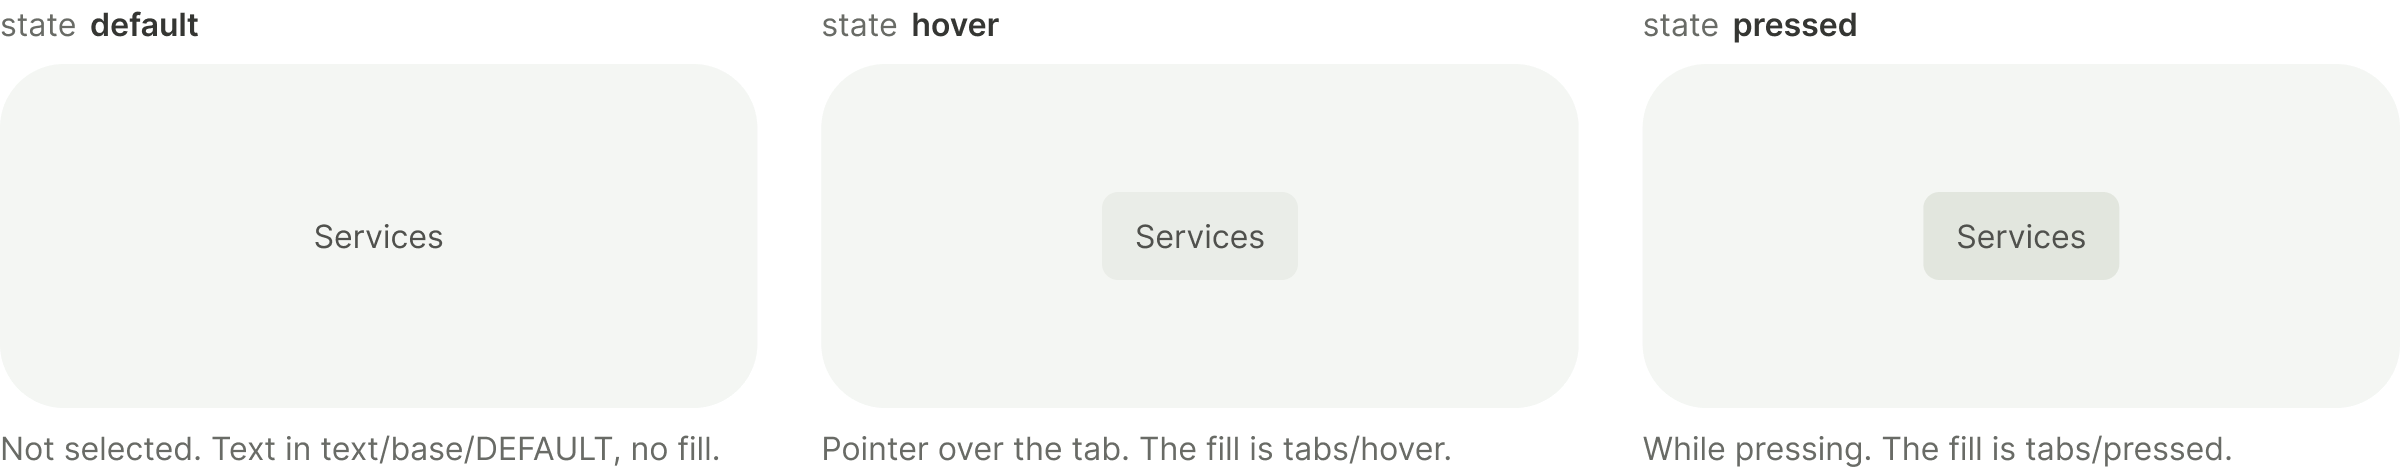 state default
Services
Not selected. Text in text/base/DEFAULT, no fill.
state hover
Services
Pointer over the tab. The fill is tabs/hover.
state pressed
Services
While pressing. The fill is tabs/pressed.